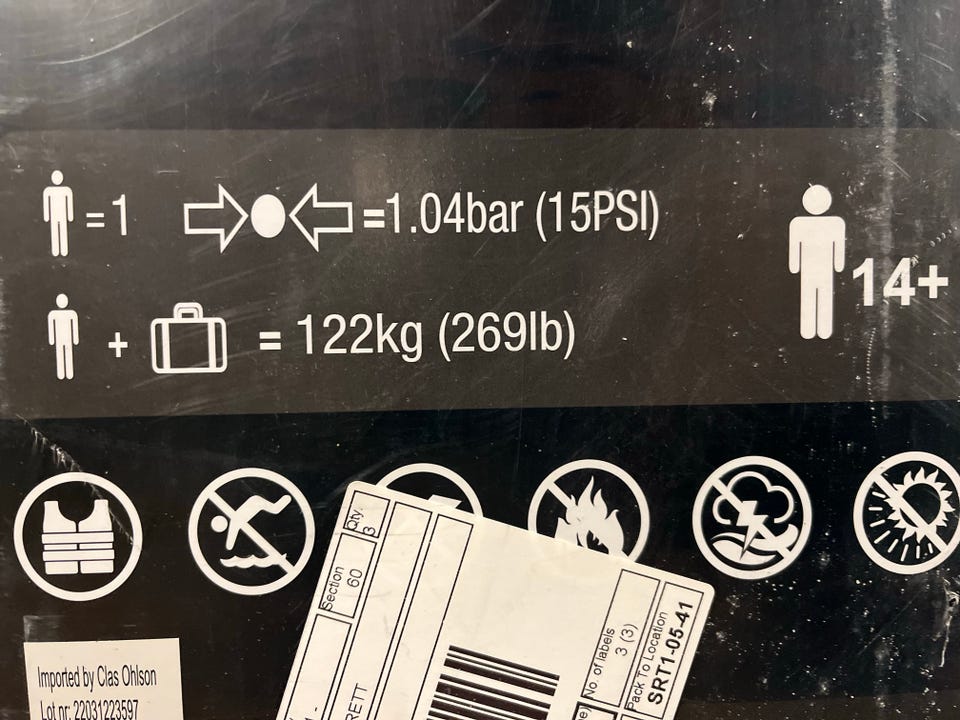 =1
=1.04bar (15PSI)
14+
+
= 122kg (269lb)
Qty.
3
Section
60
No. of labels
3 (3)
Pack To Location
SRT1-05-41
RETT
Imported by Clas Ohlson
Lot nr: 22031223597